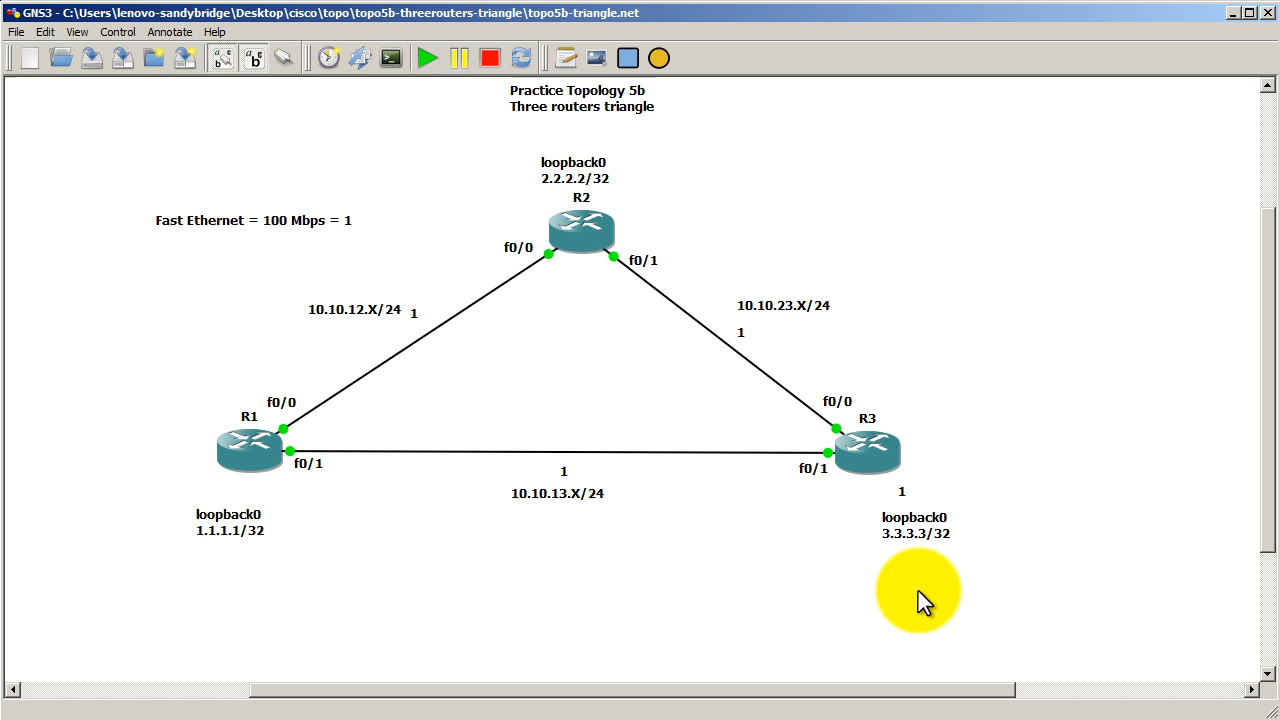 GNS3 - C:\Users\lenovo-sandybridge\Desktop\cisco\topo\topo5b-threerouters-triangle\topo5b-triangle.net
File Edit View Control Annotate Help
Practice Topology 5b
Three routers triangle
loopback0
2.2.2.2/32
R2
Fast Ethernet = 100 Mbps = 1
f0/0
f0/1
10.10.12.X/24 1
10.10.23.X/24
1
f0/0
R1
f0/0
R3
f0/1
f0/1
1
10.10.13.X/24
1
loopback0
1.1.1.1/32
loopback0
3.3.3.3/32